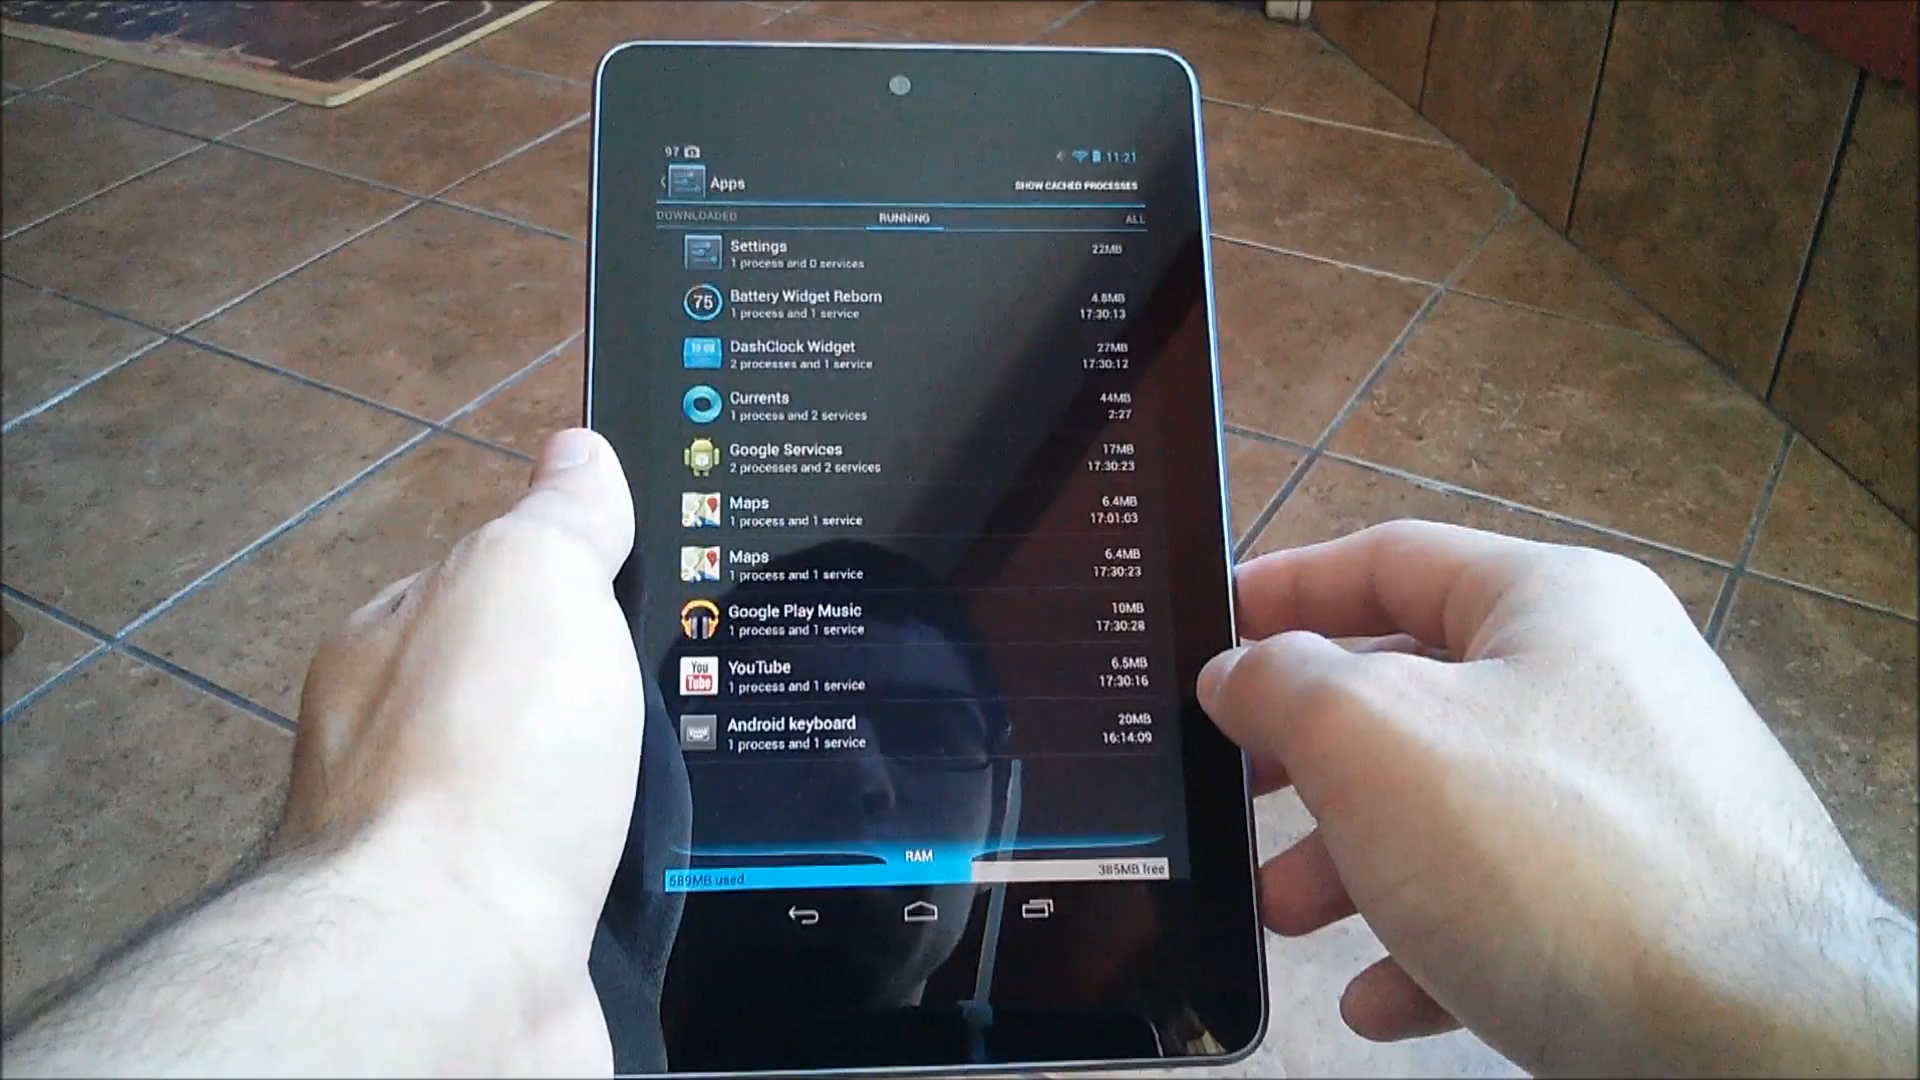 97 11:21
Apps SHOW CACHED PROCESSES
DOWNLOADED RUNNING ALL
Settings 22MB
1 process and 0 services
75 Battery Widget Reborn 4.8MB
1 process and 1 service 17:30:13
DashClock Widget 27MB
2 processes and 1 service 17:30:12
Currents 44MB
1 process and 2 services 2:27
Google Services 17MB
2 processes and 2 services 17:30:23
Maps 6.4MB
1 process and 1 service 17:01:03
Maps 6.4MB
1 process and 1 service 17:30:23
Google Play Music 10MB
1 process and 1 service 17:30:28
You
Tube
YouTube 6.5MB
1 process and 1 service 17:30:16
Android keyboard 20MB
1 process and 1 service 16:14:09
RAM
589MB used 385MB free